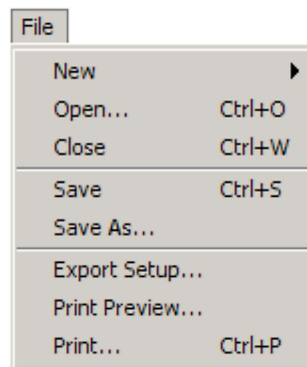 File
New
Open... Ctrl+O
Close Ctrl+W
Save Ctrl+S
Save As...
Export Setup...
Print Preview...
Print... Ctrl+P